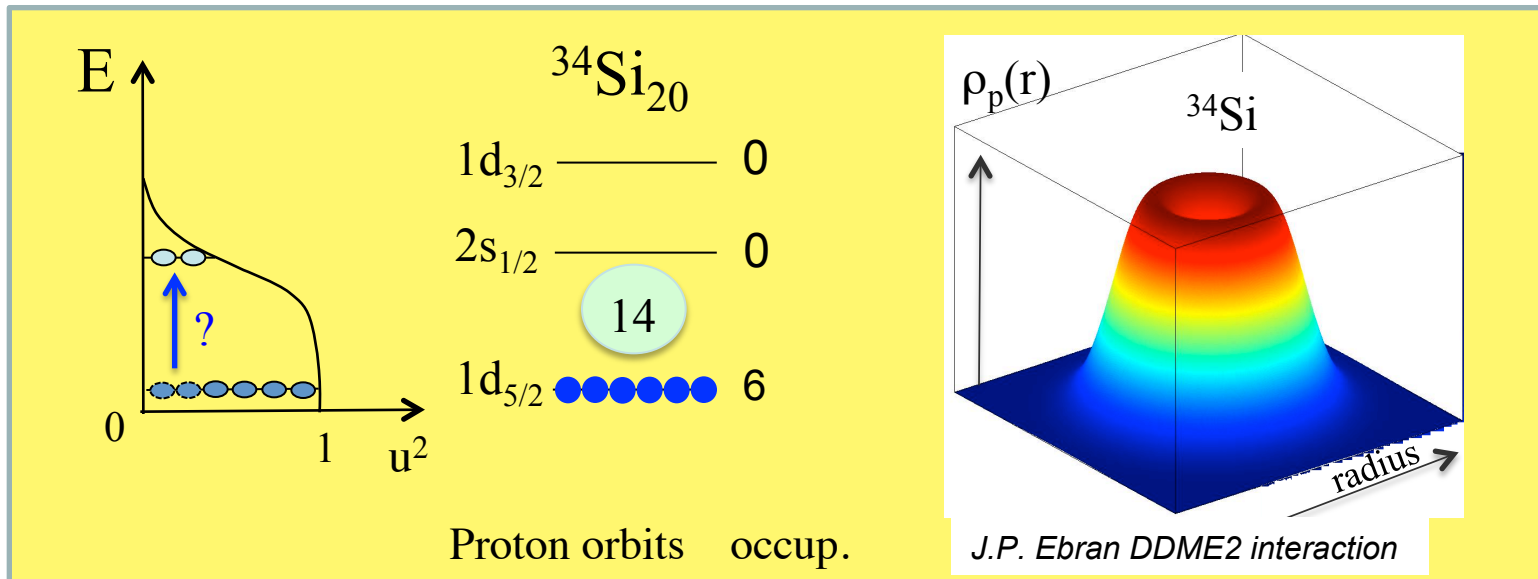 E
?
0
1
u²
³⁴Si₂₀
1d₃/₂ 0
2s₁/₂ 0
14
1d₅/₂ 6
Proton orbits occup.
ρₚ(r)
³⁴Si
radius
J.P. Ebran DDME2 interaction